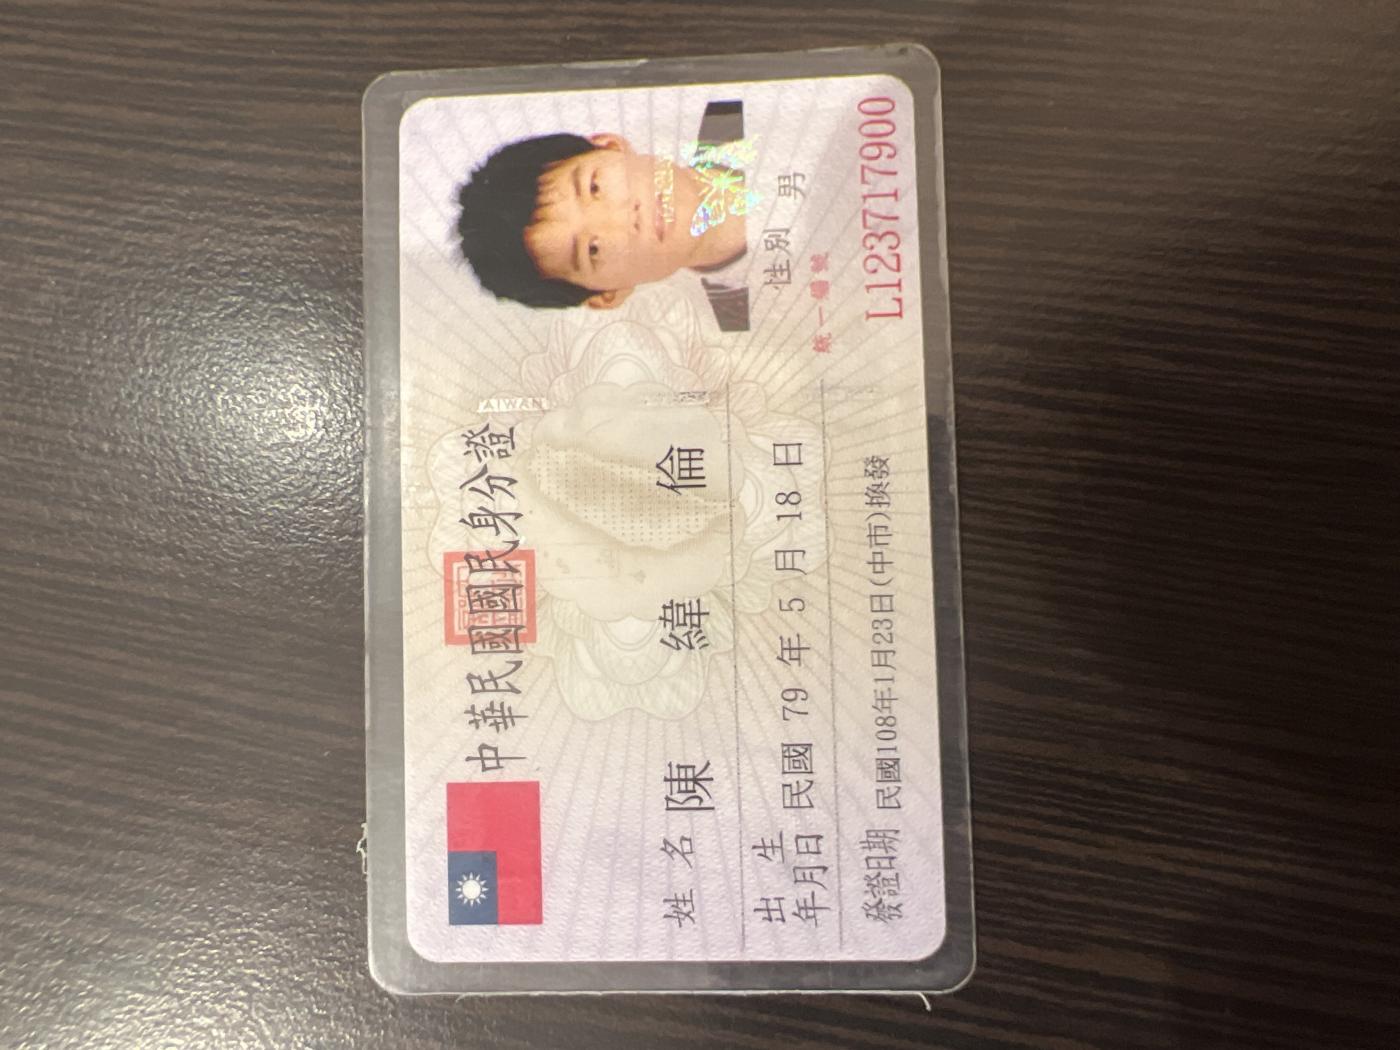 中華民國國民身分證
TAIWAN
姓名 陳緯倫
出生年月日 民國 79 年 5 月 18 日
性別 男
發證日期 民國108年1月23日(中市)換發
統一編號
L123717900